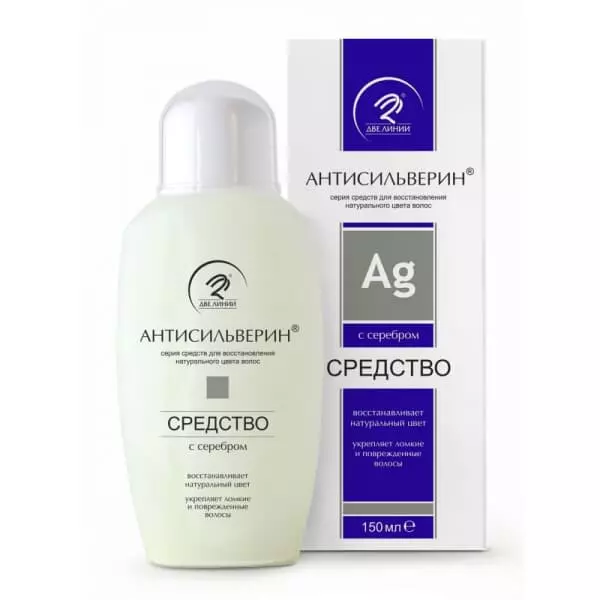 ДВЕ ЛИНИИ
АНТИСИЛЬВЕРИН®
серия средств для восстановления
натурального цвета волос
СРЕДСТВО
с серебром
восстанавливает
натуральный цвет
укрепляет ломкие
и поврежденные
волосы
®
ДВЕ ЛИНИИ
АНТИСИЛЬВЕРИН®
серия средств для восстановления
натурального цвета волос
Ag
с серебром
СРЕДСТВО
восстанавливает
натуральный цвет
укрепляет ломкие
и поврежденные
волосы
150 мл ℮